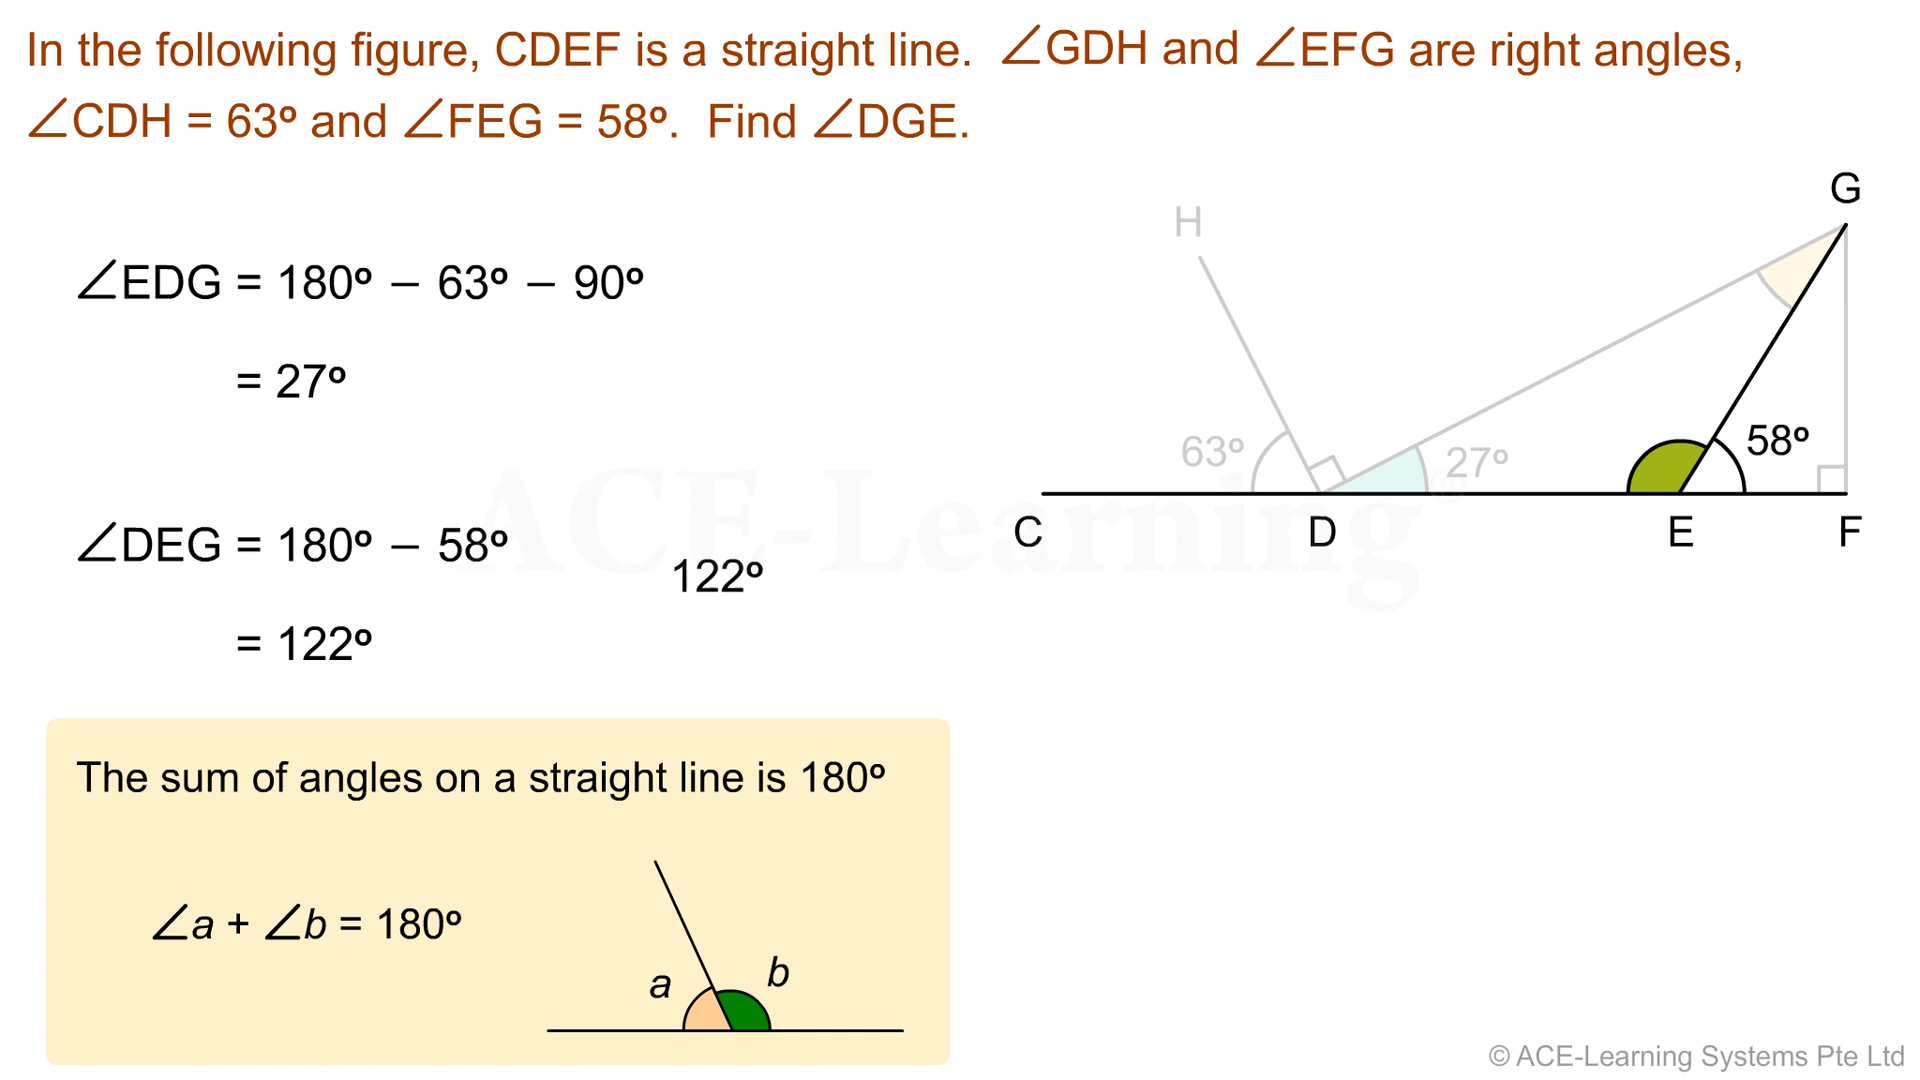 In the following figure, CDEF is a straight line. ∠GDH and ∠EFG are right angles,
∠CDH = 63º and ∠FEG = 58º. Find ∠DGE.
G
H
∠EDG = 180º – 63º – 90º
= 27º
63º
27º
58º
C
D
E
F
∠DEG = 180º – 58º
122º
= 122º
ACE-Learning
The sum of angles on a straight line is 180º
∠a + ∠b = 180º
a
b
© ACE-Learning Systems Pte Ltd